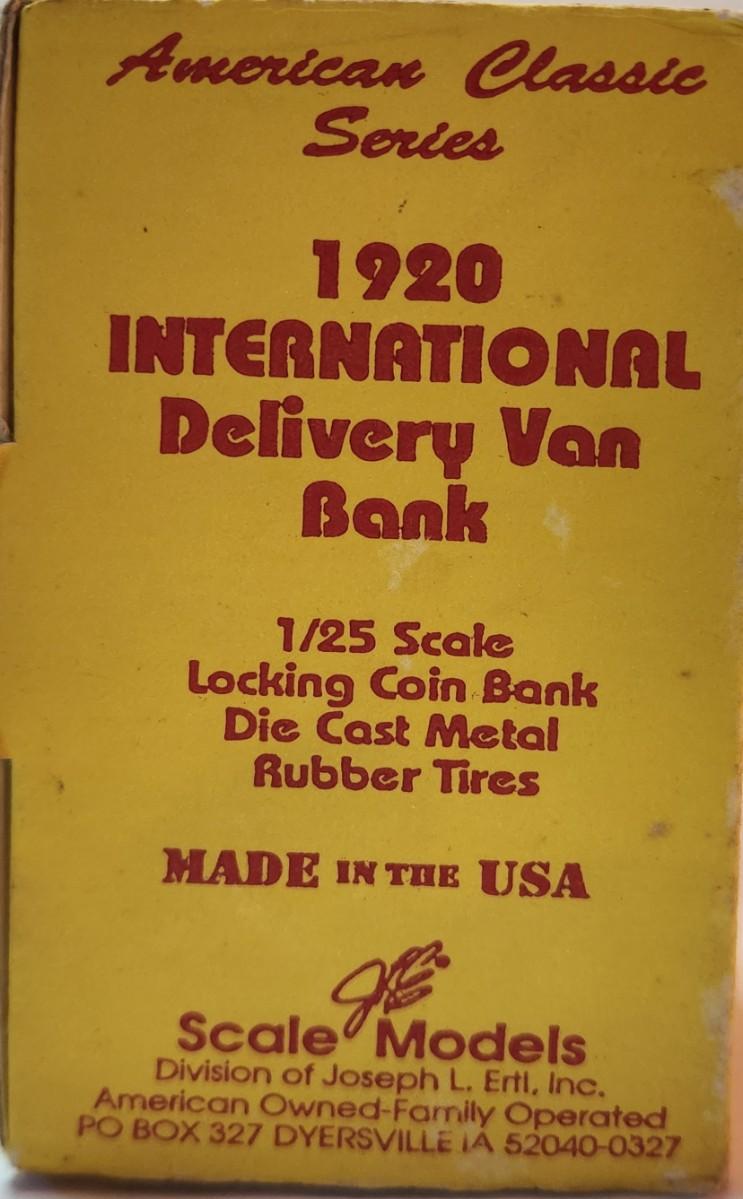 American Classic
Series
1920
INTERNATIONAL
Delivery Van
Bank
1/25 Scale
Locking Coin Bank
Die Cast Metal
Rubber Tires
MADE IN THE USA
JLE
Scale Models
Division of Joseph L. Ertl, Inc.
American Owned-Family Operated
PO BOX 327 DYERSVILLE IA 52040-0327